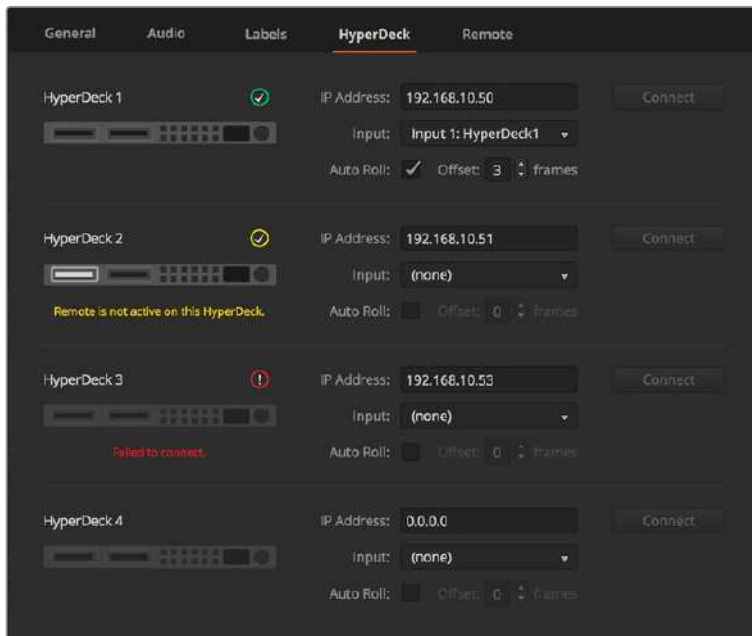 General Audio Labels HyperDeck Remote
HyperDeck 1 IP Address: 192.168.10.50 Connect
Input: Input 1: HyperDeck1
Auto Roll: Offset: 3 frames
HyperDeck 2 IP Address: 192.168.10.51 Connect
Input: (none)
Remote is not active on this HyperDeck. Auto Roll: Offset: 0 frames
HyperDeck 3 IP Address: 192.168.10.53 Connect
Input: (none)
Failed to connect. Auto Roll: Offset: 0 frames
HyperDeck 4 IP Address: 0.0.0.0 Connect
Input: (none)
Auto Roll: Offset: 0 frames